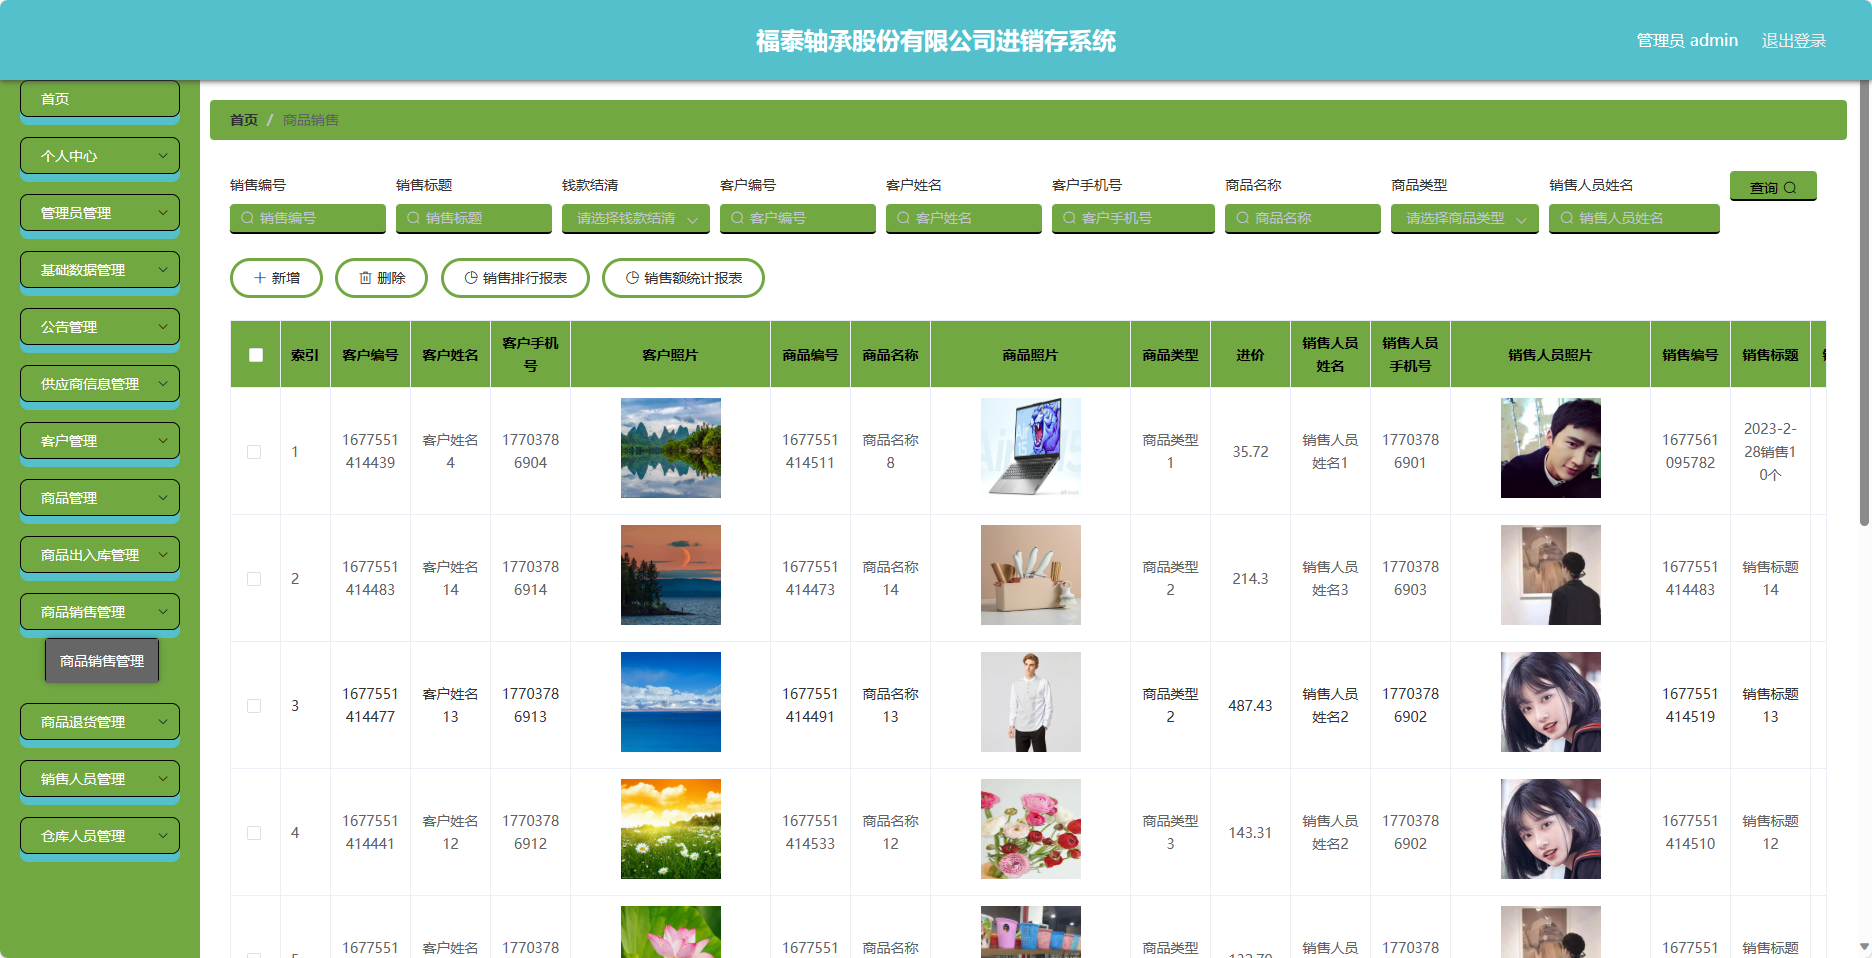 福泰轴承股份有限公司进销存系统
管理员 admin 退出登录
首页
个人中心
管理员管理
基础数据管理
公告管理
供应商信息管理
客户管理
商品管理
商品出入库管理
商品销售管理
商品销售管理
商品退货管理
销售人员管理
仓库人员管理
首页 / 商品销售
销售编号 销售标题 钱款结清 客户编号 客户姓名 客户手机号 商品名称 商品类型 销售人员姓名
销售编号 销售标题 请选择钱款结清 客户编号 客户姓名 客户手机号 商品名称 请选择商品类型 销售人员姓名
查询
新增 删除 销售排行报表 销售额统计报表
索引 客户编号 客户姓名 客户手机号 客户照片 商品编号 商品名称 商品照片 商品类型 进价 销售人员姓名 销售人员手机号 销售人员照片 销售编号 销售标题
1 1677551414439 客户姓名4 17703786904 1677551414511 商品名称8 商品类型1 35.72 销售人员姓名1 17703786901 1677561095782 2023-2-28销售10个
2 1677551414483 客户姓名14 17703786914 1677551414473 商品名称14 商品类型2 214.3 销售人员姓名3 17703786903 1677551414483 销售标题14
3 1677551414477 客户姓名13 17703786913 1677551414491 商品名称13 商品类型2 487.43 销售人员姓名2 17703786902 1677551414519 销售标题13
4 1677551414441 客户姓名12 17703786912 1677551414533 商品名称12 商品类型3 143.31 销售人员姓名2 17703786902 1677551414510 销售标题12
1677551 客户姓名 1770378 1677551 商品名称 商品类型 销售人员 1770378 1677551 销售标题